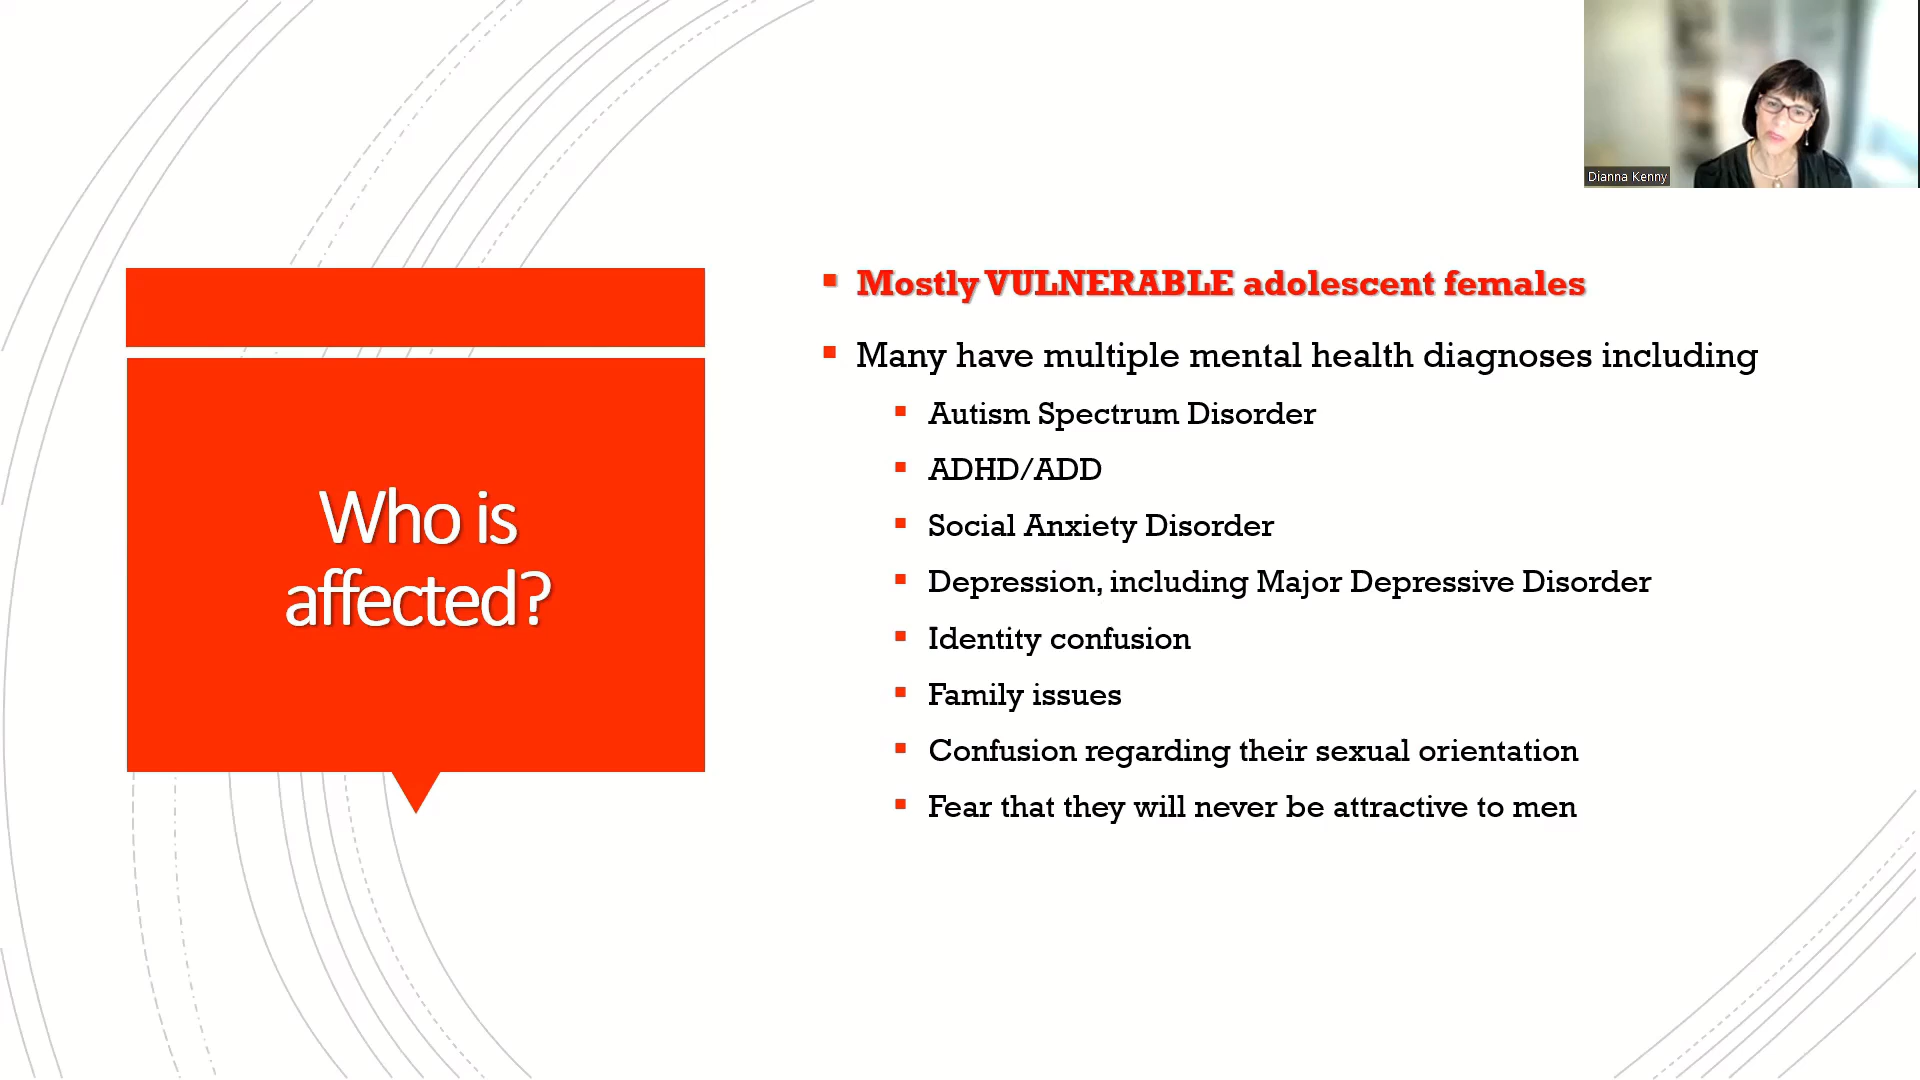 Dianna Kenny
Who is
affected?
Mostly VULNERABLE adolescent females
Many have multiple mental health diagnoses including
Autism Spectrum Disorder
ADHD/ADD
Social Anxiety Disorder
Depression, including Major Depressive Disorder
Identity confusion
Family issues
Confusion regarding their sexual orientation
Fear that they will never be attractive to men